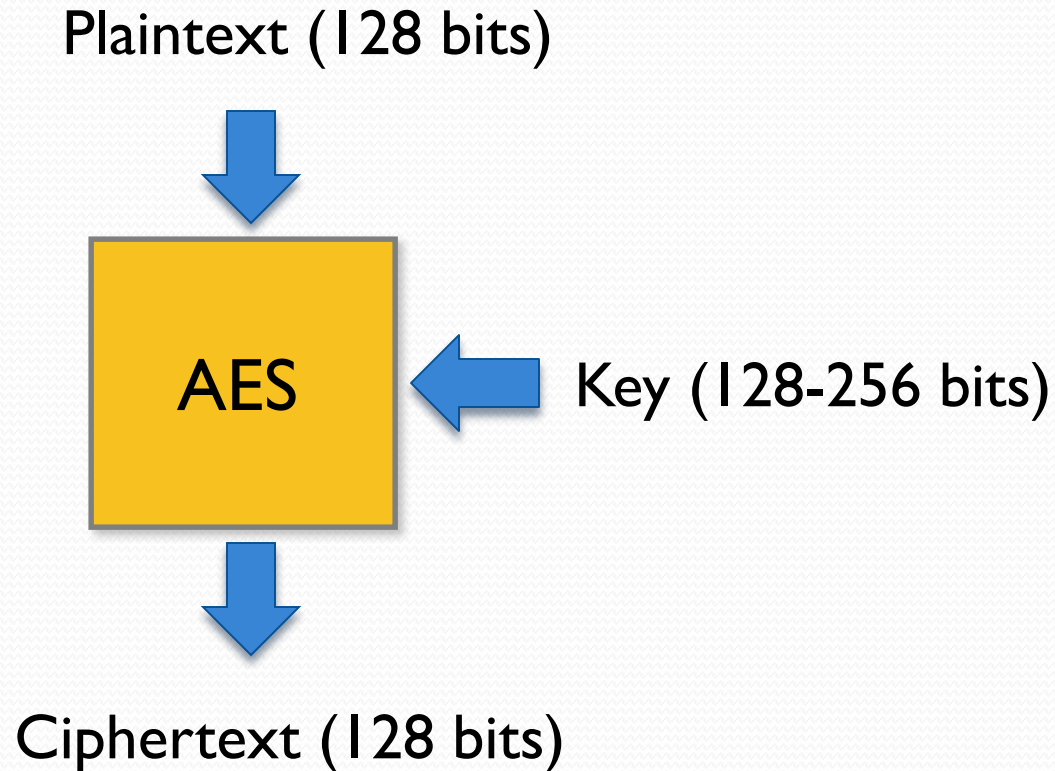 Plaintext (128 bits)
AES
Key (128-256 bits)
Ciphertext (128 bits)